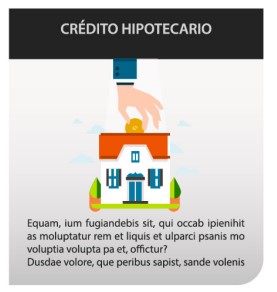 CRÉDITO HIPOTECARIO
Equam, ium fugiandebis sit, qui occab ipienihit
as moluptatur rem et liquis et ulparci psanis mo
voluptia volupta pa et, offictur?
Dusdae volore, que peribus sapist, sande volenis